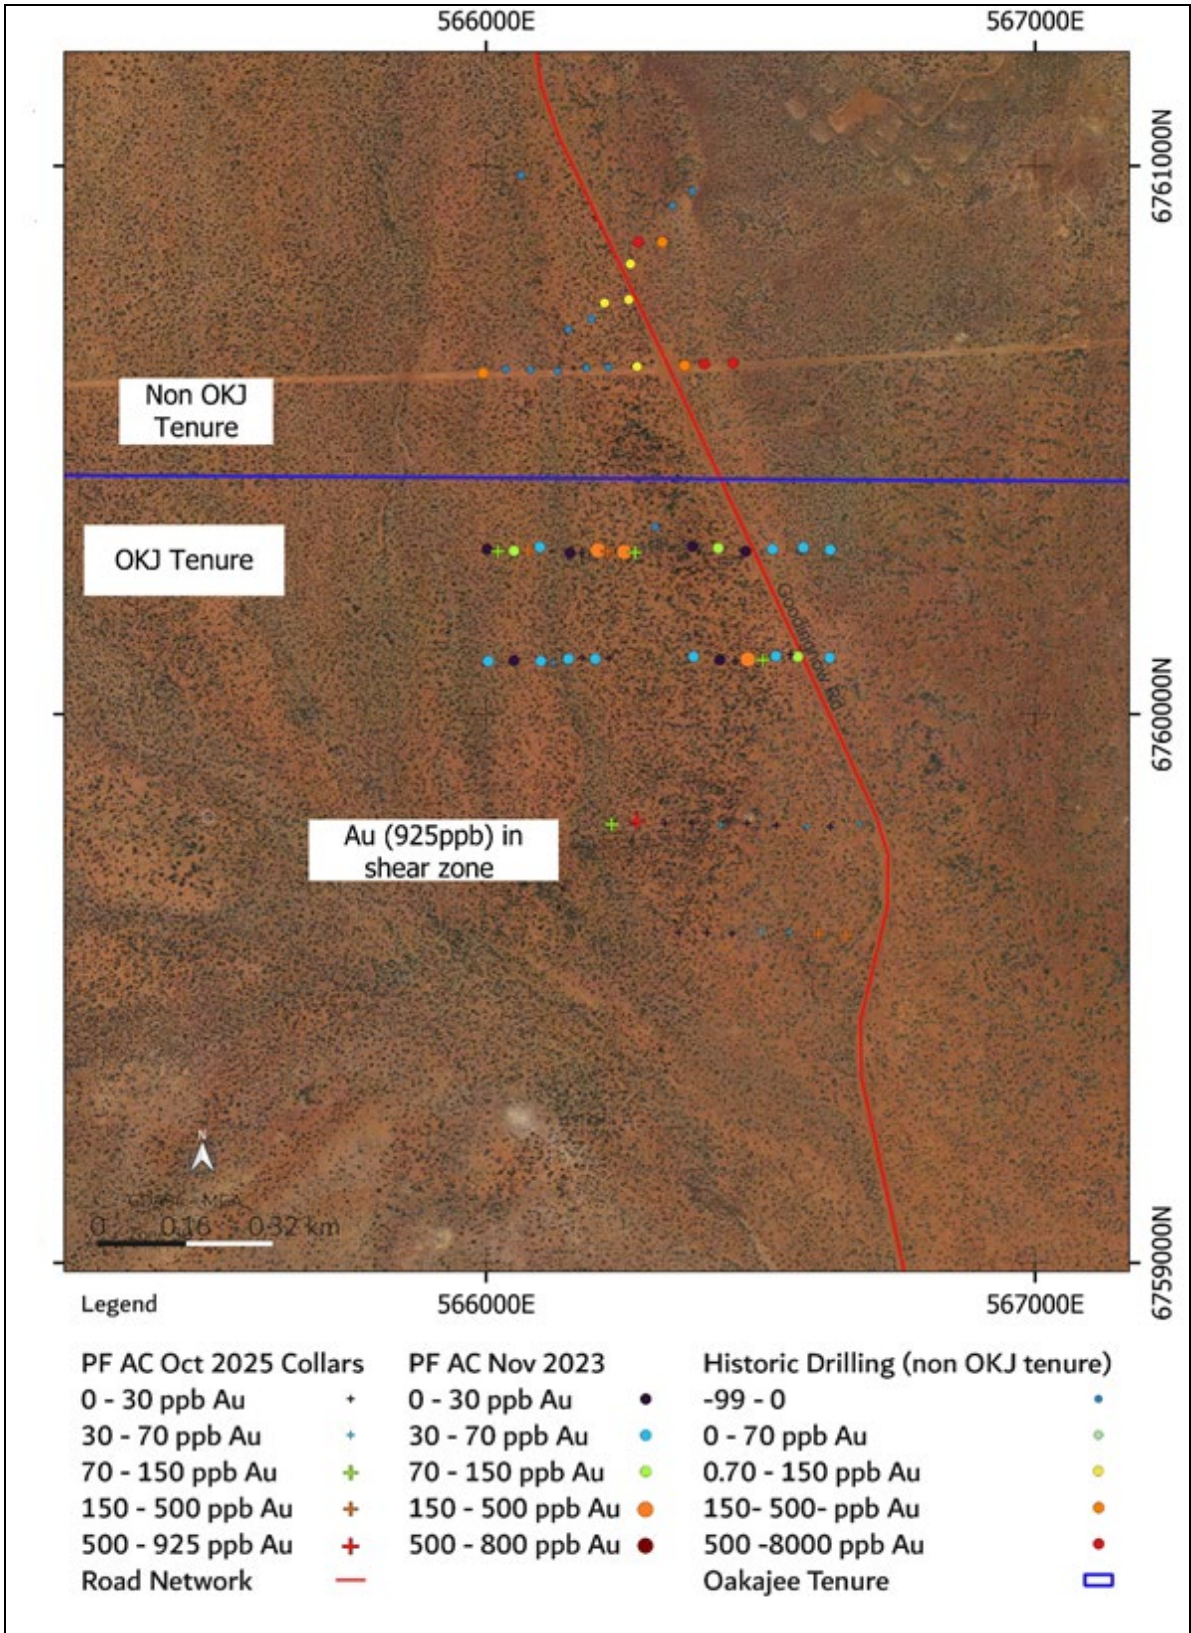 566000E 567000E
6761000N
Non OKJ
Tenure
OKJ Tenure
6760000N
Au (925ppb) in
shear zone
N
0 0.16 0.32 km
6759000N
Legend
566000E 567000E
PF AC Oct 2025 Collars
0 - 30 ppb Au
30 - 70 ppb Au
70 - 150 ppb Au
150 - 500 ppb Au
500 - 925 ppb Au
Road Network
PF AC Nov 2023
0 - 30 ppb Au
30 - 70 ppb Au
70 - 150 ppb Au
150 - 500 ppb Au
500 - 800 ppb Au
Historic Drilling (non OKJ tenure)
-99 - 0
0 - 70 ppb Au
0.70 - 150 ppb Au
150- 500- ppb Au
500 -8000 ppb Au
Oakajee Tenure